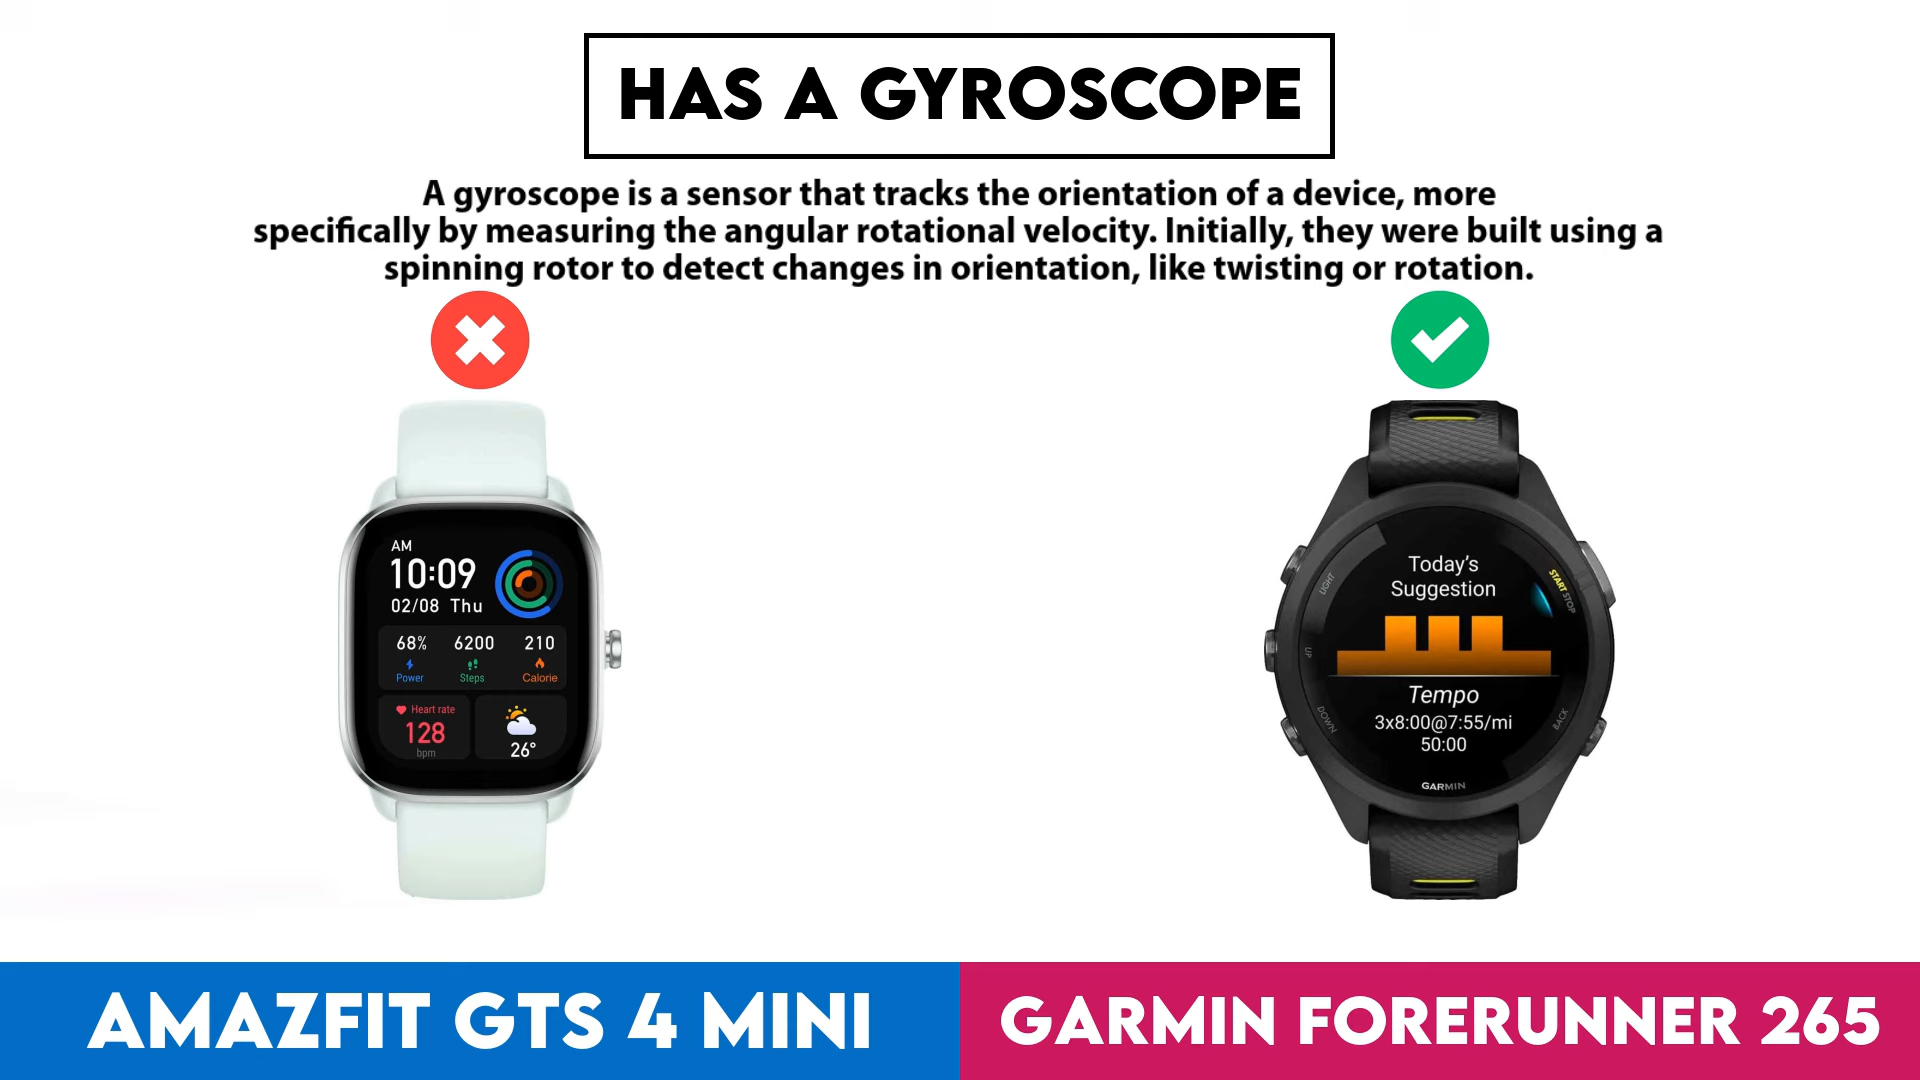 HAS A GYROSCOPE
A gyroscope is a sensor that tracks the orientation of a device, more
specifically by measuring the angular rotational velocity. Initially, they were built using a
spinning rotor to detect changes in orientation, like twisting or rotation.
AM
10:09
02/08 Thu
68% 6200 210
Power Steps Calorie
Heart rate
128
bpm
26°
LIGHT
UP
DOWN
START STOP
BACK
Today's
Suggestion
Tempo
3x8:00@7:55/mi
50:00
GARMIN
AMAZFIT GTS 4 MINI
GARMIN FORERUNNER 265